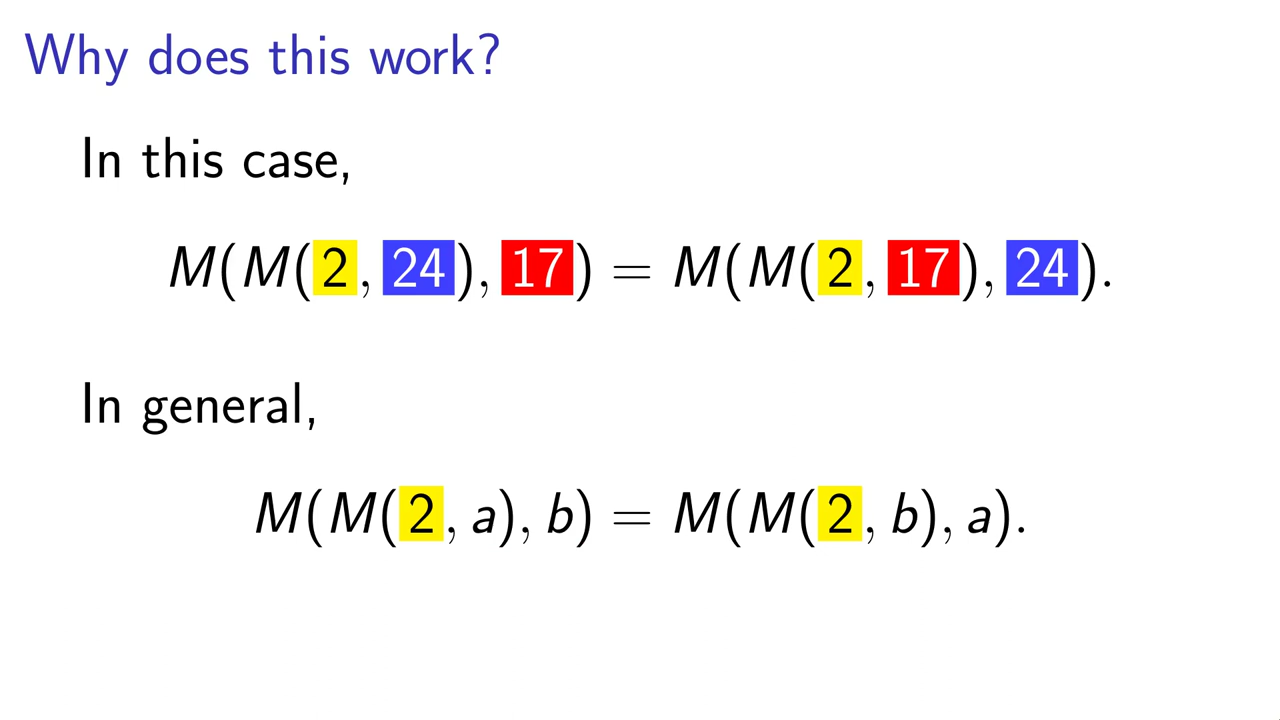 Why does this work?
In this case,
M(M(2, 24), 17) = M(M(2, 17), 24).
In general,
M(M(2, a), b) = M(M(2, b), a).